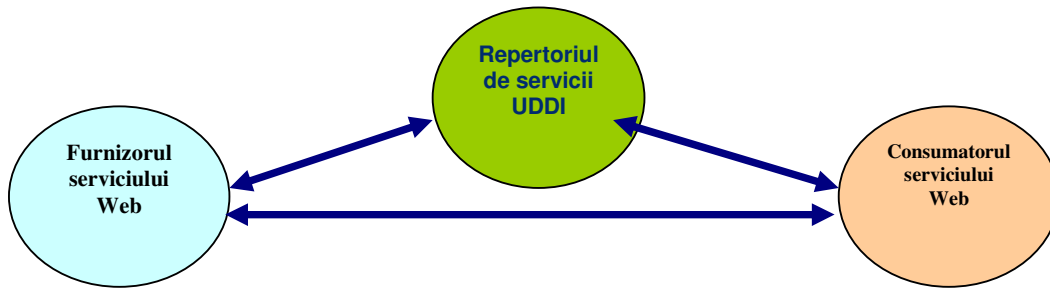 Repertoriul
de servicii
UDDI
Furnizorul
serviciului
Web
Consumatorul
serviciului
Web